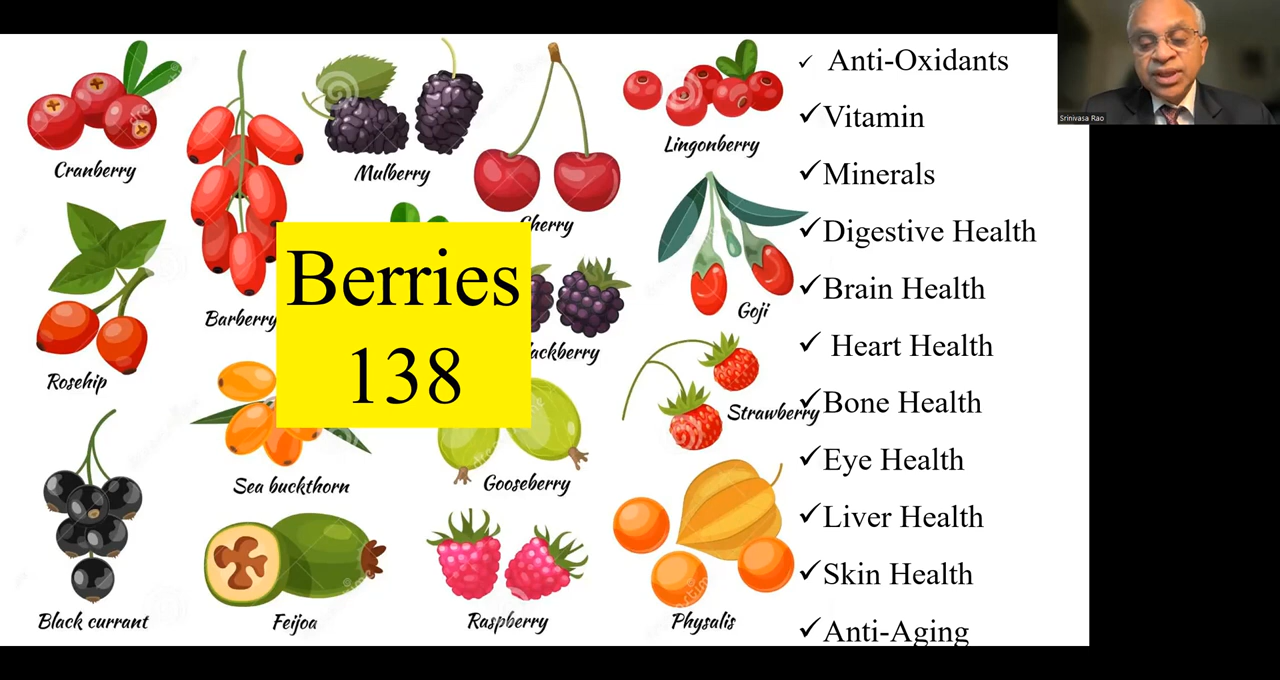 Anti-Oxidants
Vitamin
Minerals
Digestive Health
Brain Health
Heart Health
Bone Health
Eye Health
Liver Health
Skin Health
Anti-Aging
Srinivasa Rao
Cranberry
Mulberry
Lingonberry
Cherry
Berries
138
Barberry
Goji
lackberry
Rosehip
Strawberry
Sea buckthorn
Gooseberry
Black currant
Feijoa
Raspberry
Physalis